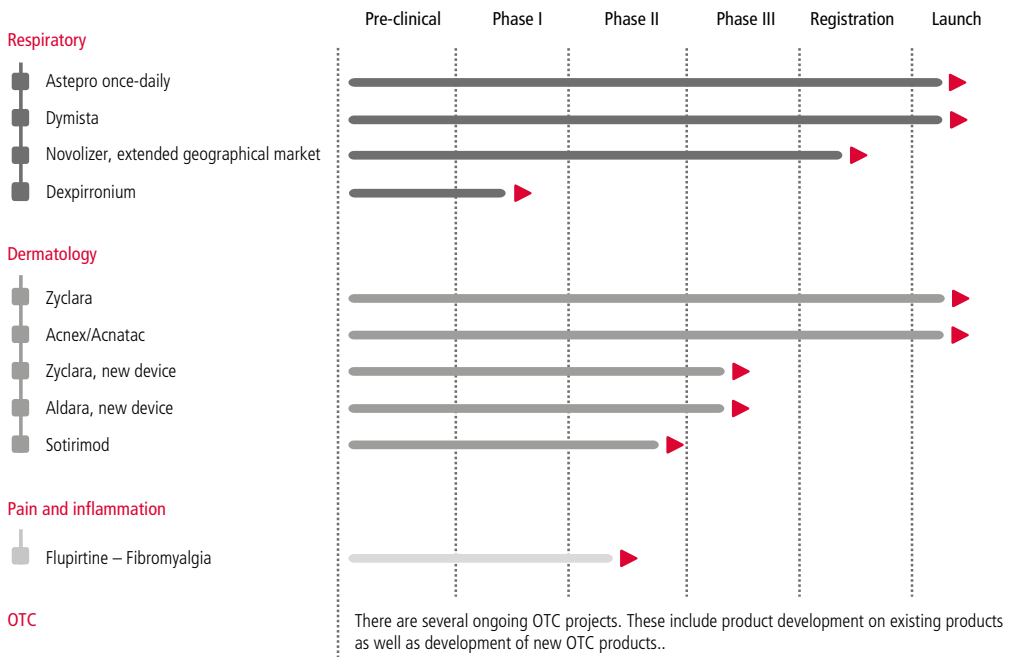 Pre-clinical Phase I Phase II Phase III Registration Launch
Respiratory
Astepro once-daily
Dymista
Novolizer, extended geographical market
Dexpirronium
Dermatology
Zyclara
Acnex/Acnatac
Zyclara, new device
Aldara, new device
Sotirimod
Pain and inflammation
Flupirtine – Fibromyalgia
OTC
There are several ongoing OTC projects. These include product development on existing products
as well as development of new OTC products..